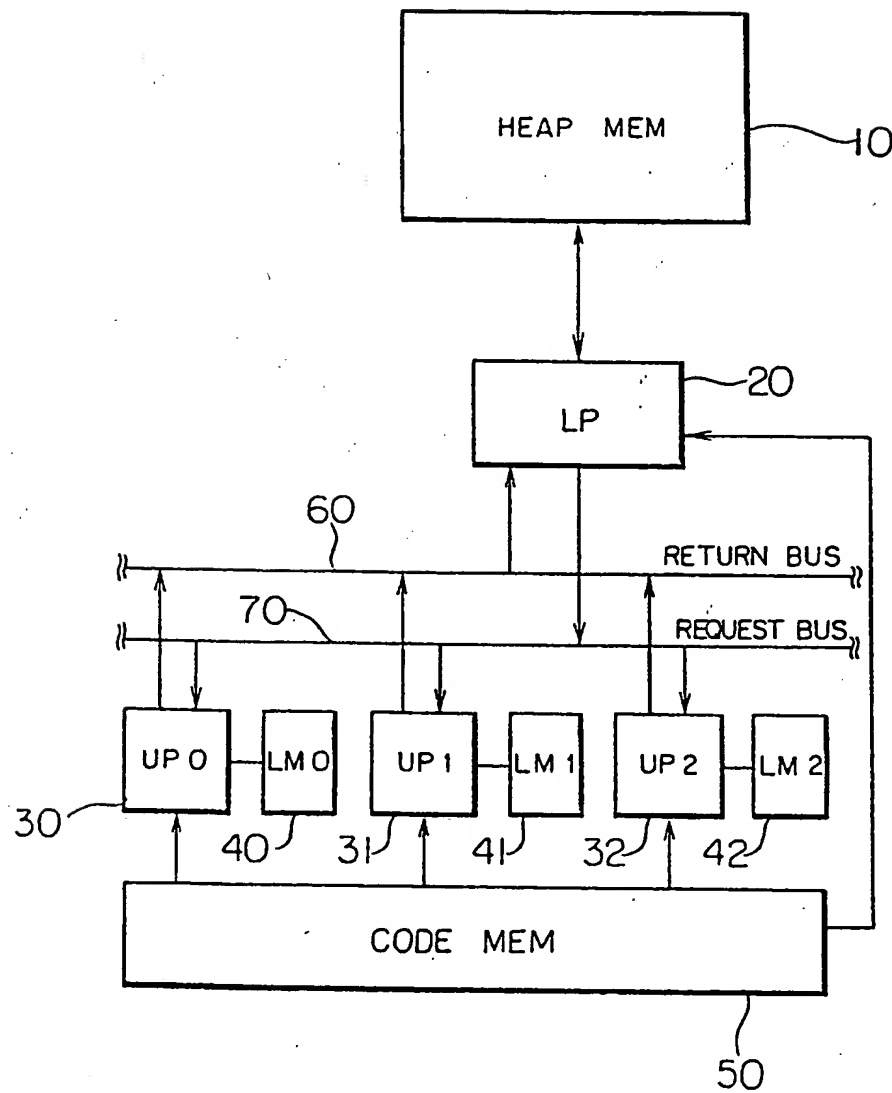 HEAP MEM
10
20
LP
60
RETURN BUS
70
REQUEST BUS
UP 0
LM 0
UP 1
LM 1
UP 2
LM 2
30
40
31
41
32
42
CODE MEM
50